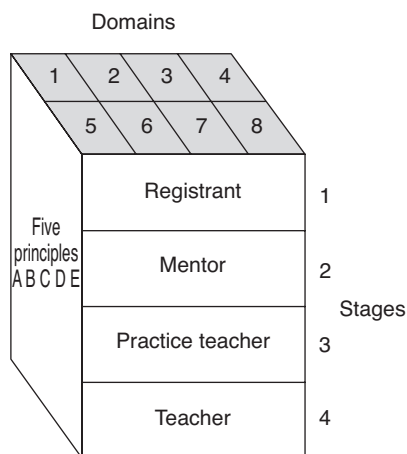 Domains
1 2 3 4
5 6 7 8
Registrant 1
Five
principles
A B C D E
Mentor 2
Stages
Practice teacher 3
Teacher 4